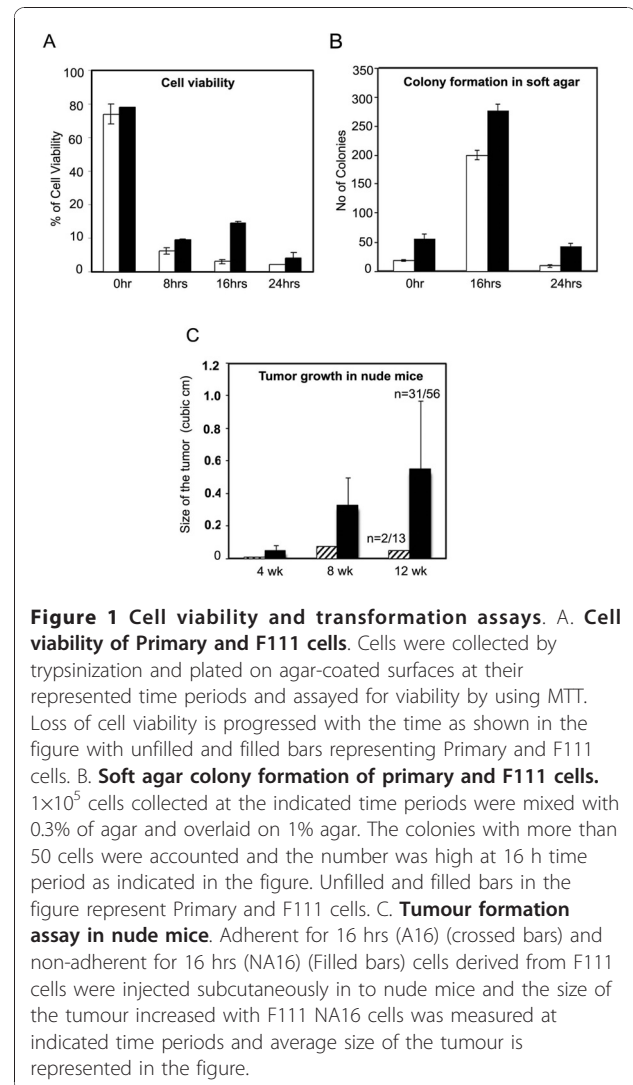 A
Cell viability
% of Cell Viability
100
80
60
40
20
10
0
0hr 8hrs 16hrs 24hrs
B
Colony formation in soft agar
No of Colonies
350
300
250
200
150
100
50
0
0hr 16hrs 24hrs
C
Tumor growth in nude mice
Size of the tumor (cubic cm)
1.2
1.0
0.8
0.6
0.4
0.2
0
n=31/56
n=2/13
4 wk 8 wk 12 wk
Figure 1 Cell viability and transformation assays. A. Cell
viability of Primary and F111 cells. Cells were collected by
trypsinization and plated on agar-coated surfaces at their
represented time periods and assayed for viability by using MTT.
Loss of cell viability is progressed with the time as shown in the
figure with unfilled and filled bars representing Primary and F111
cells. B. Soft agar colony formation of primary and F111 cells.
1×10⁵ cells collected at the indicated time periods were mixed with
0.3% of agar and overlaid on 1% agar. The colonies with more than
50 cells were accounted and the number was high at 16 h time
period as indicated in the figure. Unfilled and filled bars in the
figure represent Primary and F111 cells. C. Tumour formation
assay in nude mice. Adherent for 16 hrs (A16) (crossed bars) and
non-adherent for 16 hrs (NA16) (Filled bars) cells derived from F111
cells were injected subcutaneously in to nude mice and the size of
the tumour increased with F111 NA16 cells was measured at
indicated time periods and average size of the tumour is
represented in the figure.